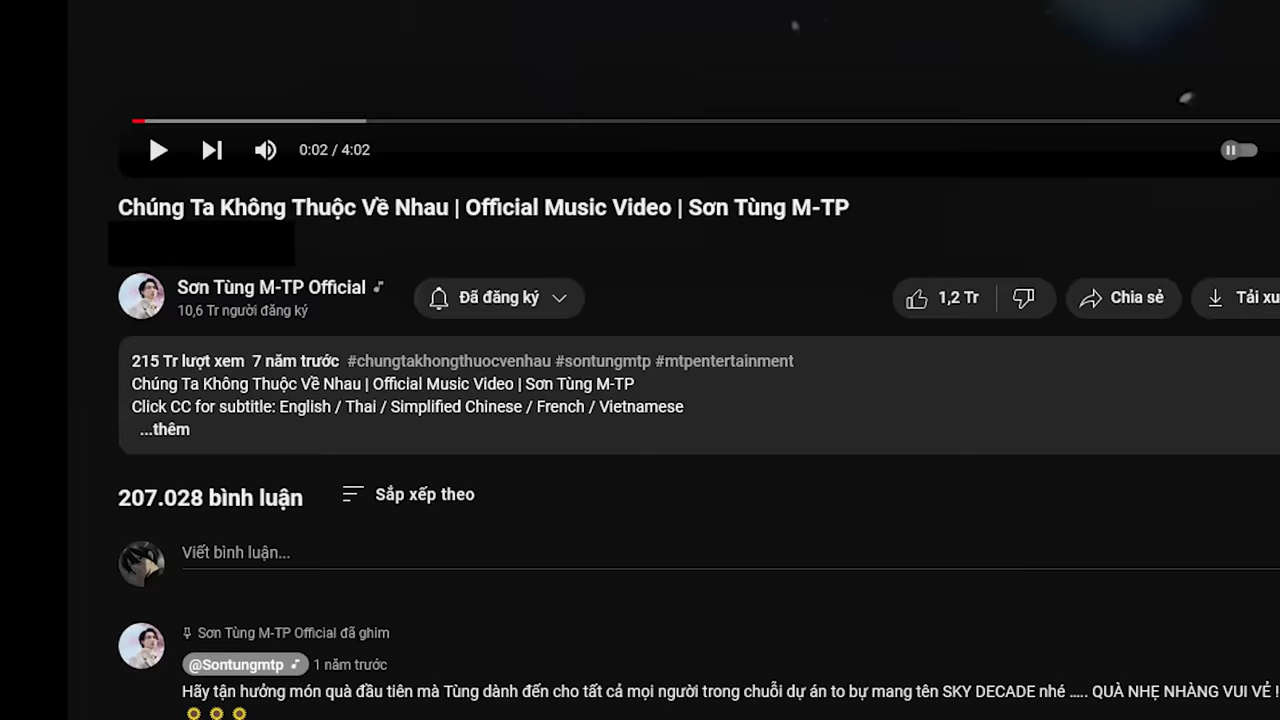 0:02 / 4:02
Chúng Ta Không Thuộc Về Nhau | Official Music Video | Sơn Tùng M-TP
Sơn Tùng M-TP Official
10,6 Tr người đăng ký
Đã đăng ký
1,2 Tr
Chia sẻ
Tải xu
215 Tr lượt xem 7 năm trước #chungtakhongthuocvenhau #sontungmtp #mtpentertainment
Chúng Ta Không Thuộc Về Nhau | Official Music Video | Sơn Tùng M-TP
Click CC for subtitle: English / Thai / Simplified Chinese / French / Vietnamese
...thêm
207.028 bình luận
Sắp xếp theo
Viết bình luận...
Sơn Tùng M-TP Official đã ghim
@Sontungmtp 1 năm trước
Hãy tận hưởng món quà đầu tiên mà Tùng dành đến cho tất cả mọi người trong chuỗi dự án to bự mang tên SKY DECADE nhé ..... QUÀ NHẸ NHÀNG VUI VẺ !